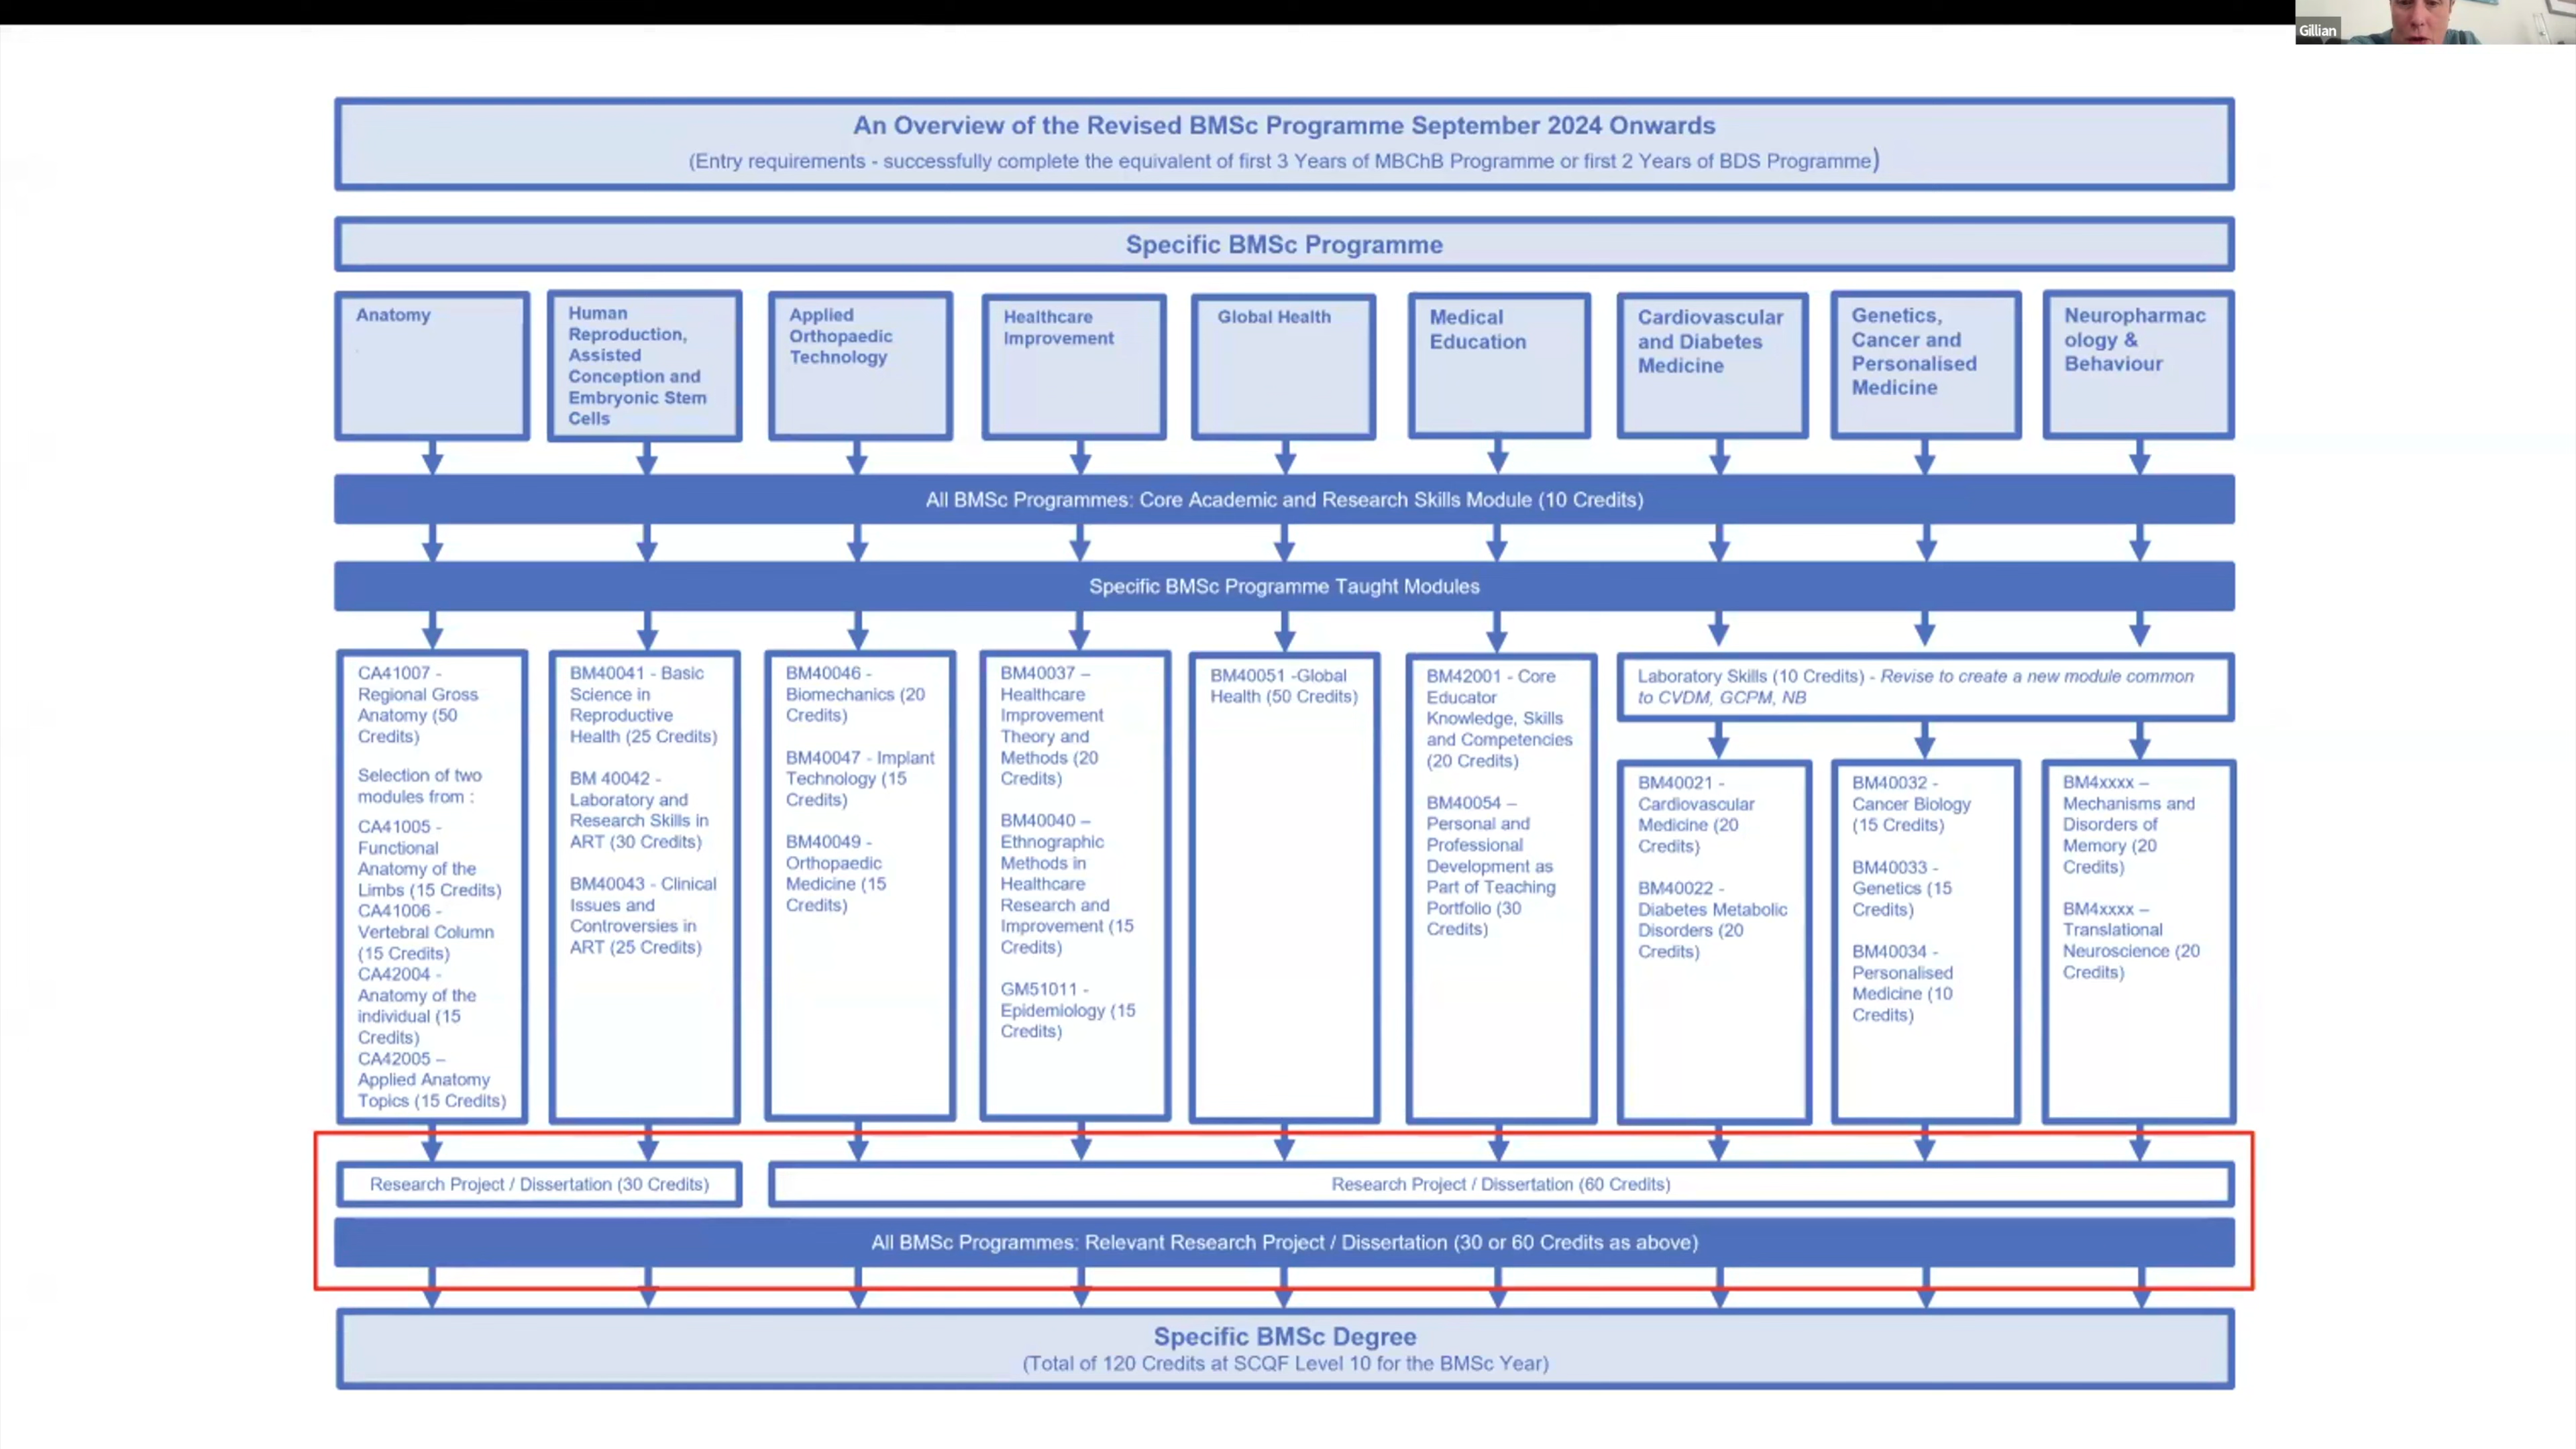 Gillian
An Overview of the Revised BMSc Programme September 2024 Onwards
(Entry requirements - successfully complete the equivalent of first 3 Years of MBChB Programme or first 2 Years of BDS Programme)
Specific BMSc Programme
Anatomy
Human
Reproduction,
Assisted
Conception and
Embryonic Stem
Cells
Applied
Orthopaedic
Technology
Healthcare
Improvement
Global Health
Medical
Education
Cardiovascular
and Diabetes
Medicine
Genetics,
Cancer and
Personalised
Medicine
Neuropharmac
ology &
Behaviour
All BMSc Programmes: Core Academic and Research Skills Module (10 Credits)
Specific BMSc Programme Taught Modules
CA41007 -
Regional Gross
Anatomy (50
Credits)
Selection of two
modules from :
CA41005 -
Functional
Anatomy of the
Limbs (15 Credits)
CA41006 -
Vertebral Column
(15 Credits)
CA42004 -
Anatomy of the
individual (15
Credits)
CA42005 –
Applied Anatomy
Topics (15 Credits)
BM40041 - Basic
Science in
Reproductive
Health (25 Credits)
BM 40042 -
Laboratory and
Research Skills in
ART (30 Credits)
BM40043 - Clinical
Issues and
Controversies in
ART (25 Credits)
BM40046 -
Biomechanics (20
Credits)
BM40047 - Implant
Technology (15
Credits)
BM40049 -
Orthopaedic
Medicine (15
Credits)
BM40037 –
Healthcare
Improvement
Theory and
Methods (20
Credits)
BM40040 –
Ethnographic
Methods in
Healthcare
Research and
Improvement (15
Credits)
GM51011 -
Epidemiology (15
Credits)
BM40051 -Global
Health (50 Credits)
BM42001 - Core
Educator
Knowledge, Skills
and Competencies
(20 Credits)
BM40054 –
Personal and
Professional
Development as
Part of Teaching
Portfolio (30
Credits)
Laboratory Skills (10 Credits) - Revise to create a new module common
to CVDM, GCPM, NB
BM40021 -
Cardiovascular
Medicine (20
Credits)
BM40022 -
Diabetes Metabolic
Disorders (20
Credits)
BM40032 -
Cancer Biology
(15 Credits)
BM40033 -
Genetics (15
Credits)
BM40034 -
Personalised
Medicine (10
Credits)
BM4xxxx –
Mechanisms and
Disorders of
Memory (20
Credits)
BM4xxxx –
Translational
Neuroscience (20
Credits)
Research Project / Dissertation (30 Credits)
Research Project / Dissertation (60 Credits)
All BMSc Programmes: Relevant Research Project / Dissertation (30 or 60 Credits as above)
Specific BMSc Degree
(Total of 120 Credits at SCQF Level 10 for the BMSc Year)